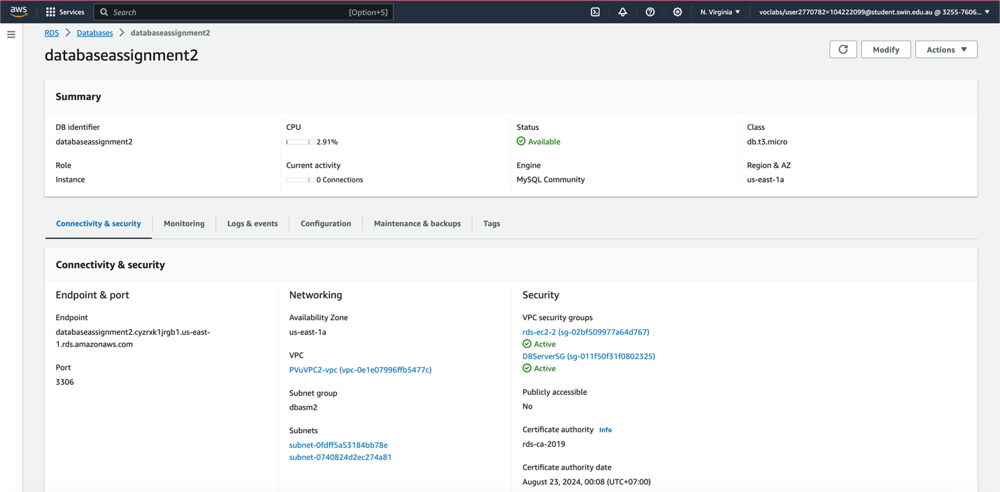 aws
Services
Search
[Option+S]
N. Virginia
voclabs/user2770782=104222099@student.swin.edu.au @ 3255-7606...
RDS
Databases
databaseassignment2
databaseassignment2
Modify
Actions
Summary
DB identifier
databaseassignment2
CPU
2.91%
Status
Available
Class
db.t3.micro
Role
Instance
Current activity
0 Connections
Engine
MySQL Community
Region & AZ
us-east-1a
Connectivity & security
Monitoring
Logs & events
Configuration
Maintenance & backups
Tags
Connectivity & security
Endpoint & port
Endpoint
databaseassignment2.cyzrxk1jrgb1.us-east-
1.rds.amazonaws.com
Port
3306
Networking
Availability Zone
us-east-1a
VPC
PVuVPC2-vpc (vpc-0e1e07996ffb5477c)
Subnet group
dbasm2
Subnets
subnet-0fdff5a53184bb78e
subnet-0740824d2ec274a81
Security
VPC security groups
rds-ec2-2 (sg-02bf509977a64d767)
Active
DBServerSG (sg-011f50f31f0802325)
Active
Publicly accessible
No
Certificate authority Info
rds-ca-2019
Certificate authority date
August 23, 2024, 00:08 (UTC+07:00)